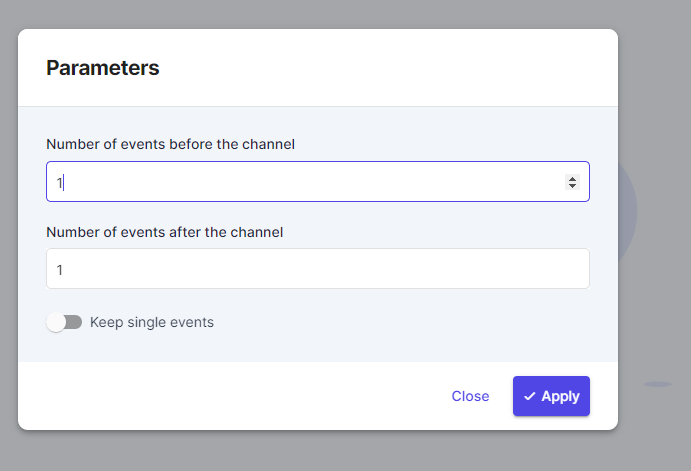 Parameters
Number of events before the channel
1
Number of events after the channel
1
Keep single events
Close
Apply